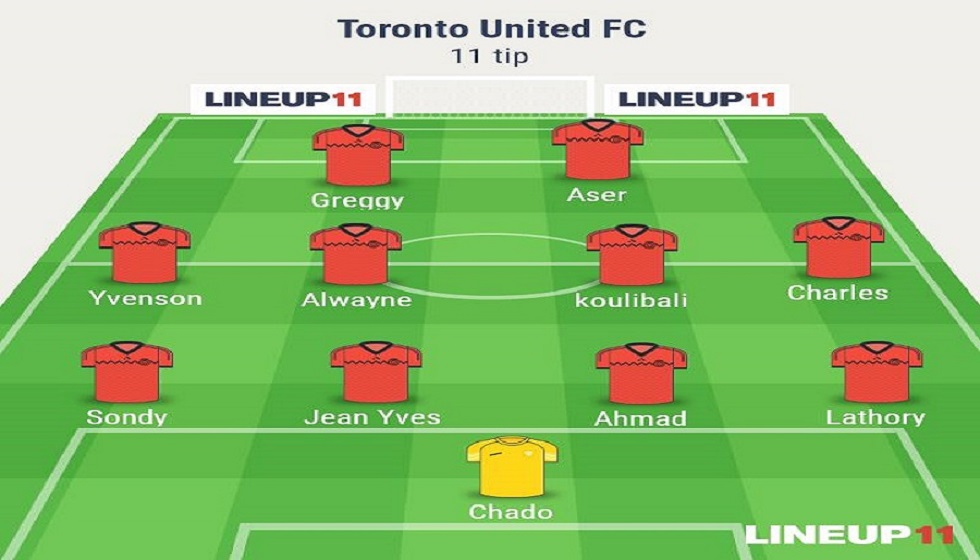 Toronto United FC
11 tip
LINEUP11
LINEUP11
Greggy
Aser
Yvenson
Alwayne
koulibali
Charles
Sondy
Jean Yves
Ahmad
Lathory
Chado
LINEUP11